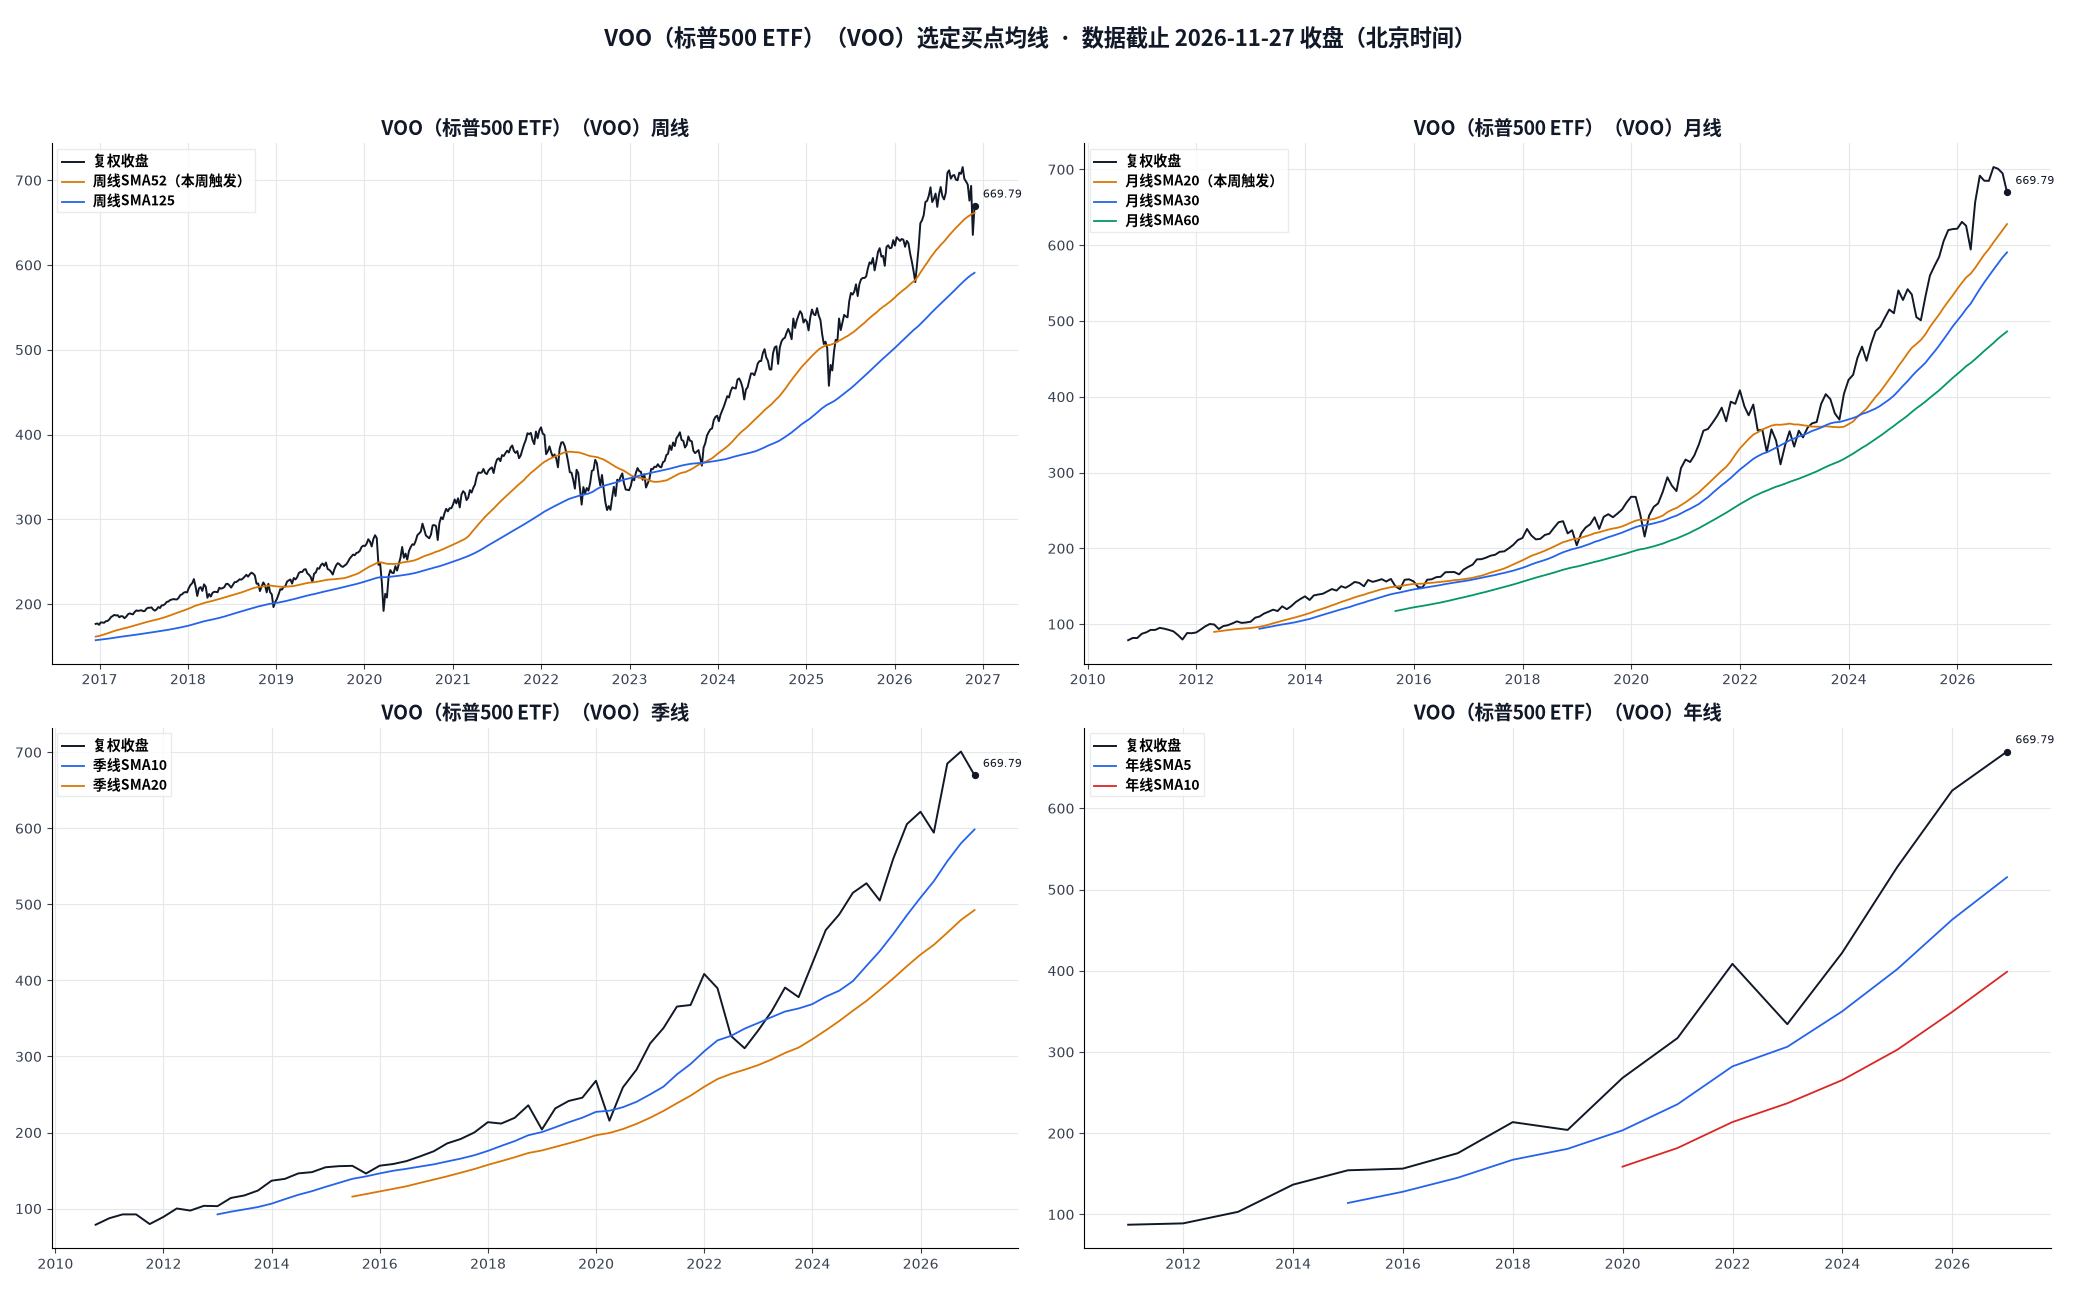 VOO（标普500 ETF）（VOO）选定买点均线 · 数据截止 2026-11-27 收盘（北京时间）
VOO（标普500 ETF）（VOO）周线
复权收盘
周线SMA52（本周触发）
周线SMA125
669.79
700
600
500
400
300
200
2017 2018 2019 2020 2021 2022 2023 2024 2025 2026 2027
VOO（标普500 ETF）（VOO）月线
复权收盘
月线SMA20（本周触发）
月线SMA30
月线SMA60
669.79
700
600
500
400
300
200
100
2010 2012 2014 2016 2018 2020 2022 2024 2026
VOO（标普500 ETF）（VOO）季线
复权收盘
季线SMA10
季线SMA20
669.79
700
600
500
400
300
200
100
2010 2012 2014 2016 2018 2020 2022 2024 2026
VOO（标普500 ETF）（VOO）年线
复权收盘
年线SMA5
年线SMA10
669.79
600
500
400
300
200
100
2012 2014 2016 2018 2020 2022 2024 2026